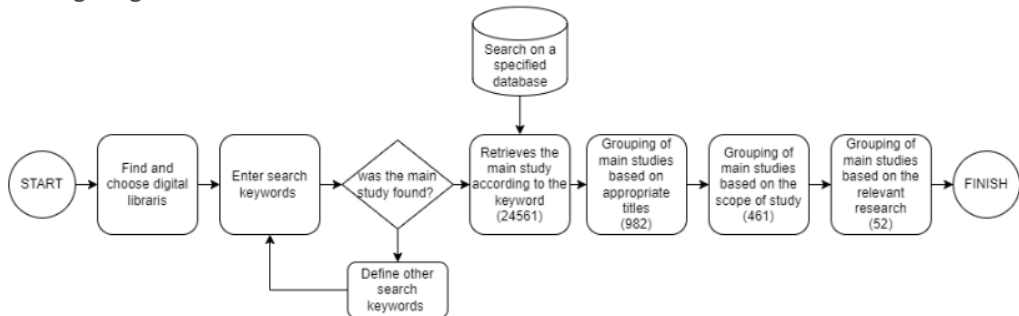 Search on a
specified
database
START
Find and
choose digital
libraris
Enter search
keywords
was the main
study found?
Retrieves the
main study
according to the
keyword
(24561)
Grouping of
main studies
based on
appropriate
titles
(982)
Grouping of
main studies
based on the
scope of study
(461)
Grouping of
main studies
based on the
relevant
research
(52)
FINISH
Define other
search
keywords